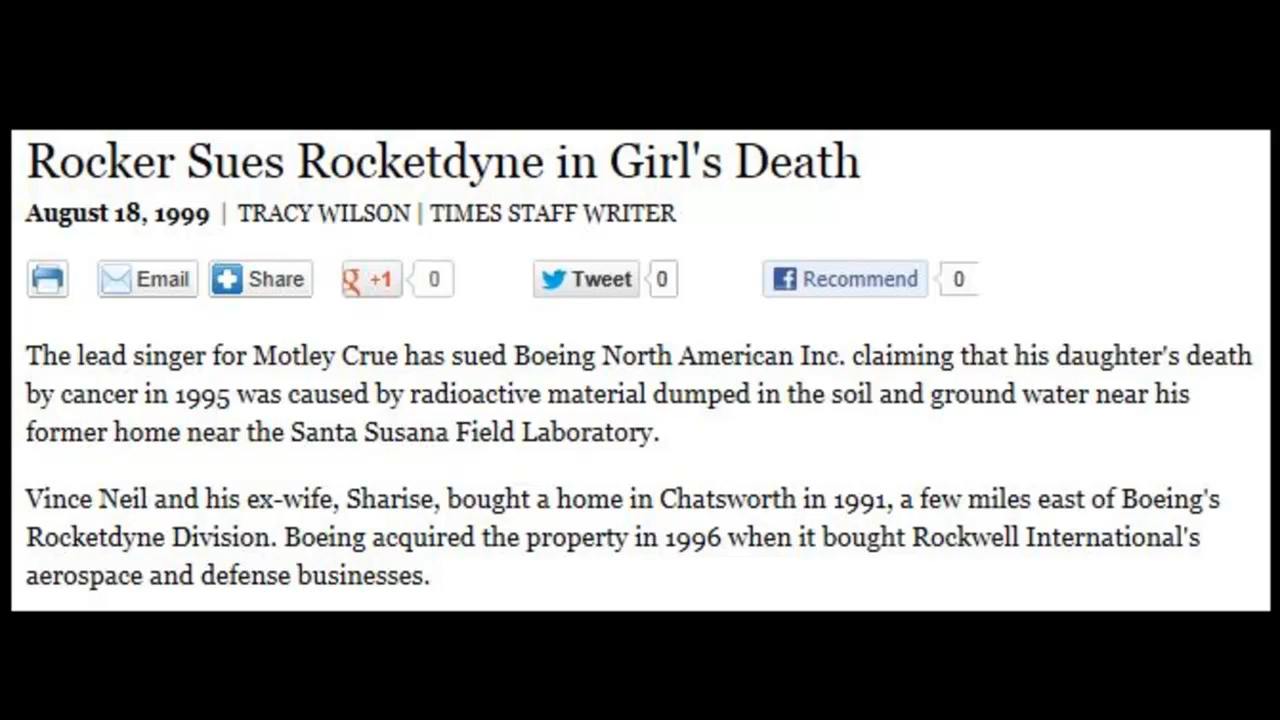 Rocker Sues Rocketdyne in Girl's Death
August 18, 1999 | TRACY WILSON | TIMES STAFF WRITER
Email Share g +1 0 Tweet 0 f Recommend 0
The lead singer for Motley Crue has sued Boeing North American Inc. claiming that his daughter's death
by cancer in 1995 was caused by radioactive material dumped in the soil and ground water near his
former home near the Santa Susana Field Laboratory.
Vince Neil and his ex-wife, Sharise, bought a home in Chatsworth in 1991, a few miles east of Boeing's
Rocketdyne Division. Boeing acquired the property in 1996 when it bought Rockwell International's
aerospace and defense businesses.